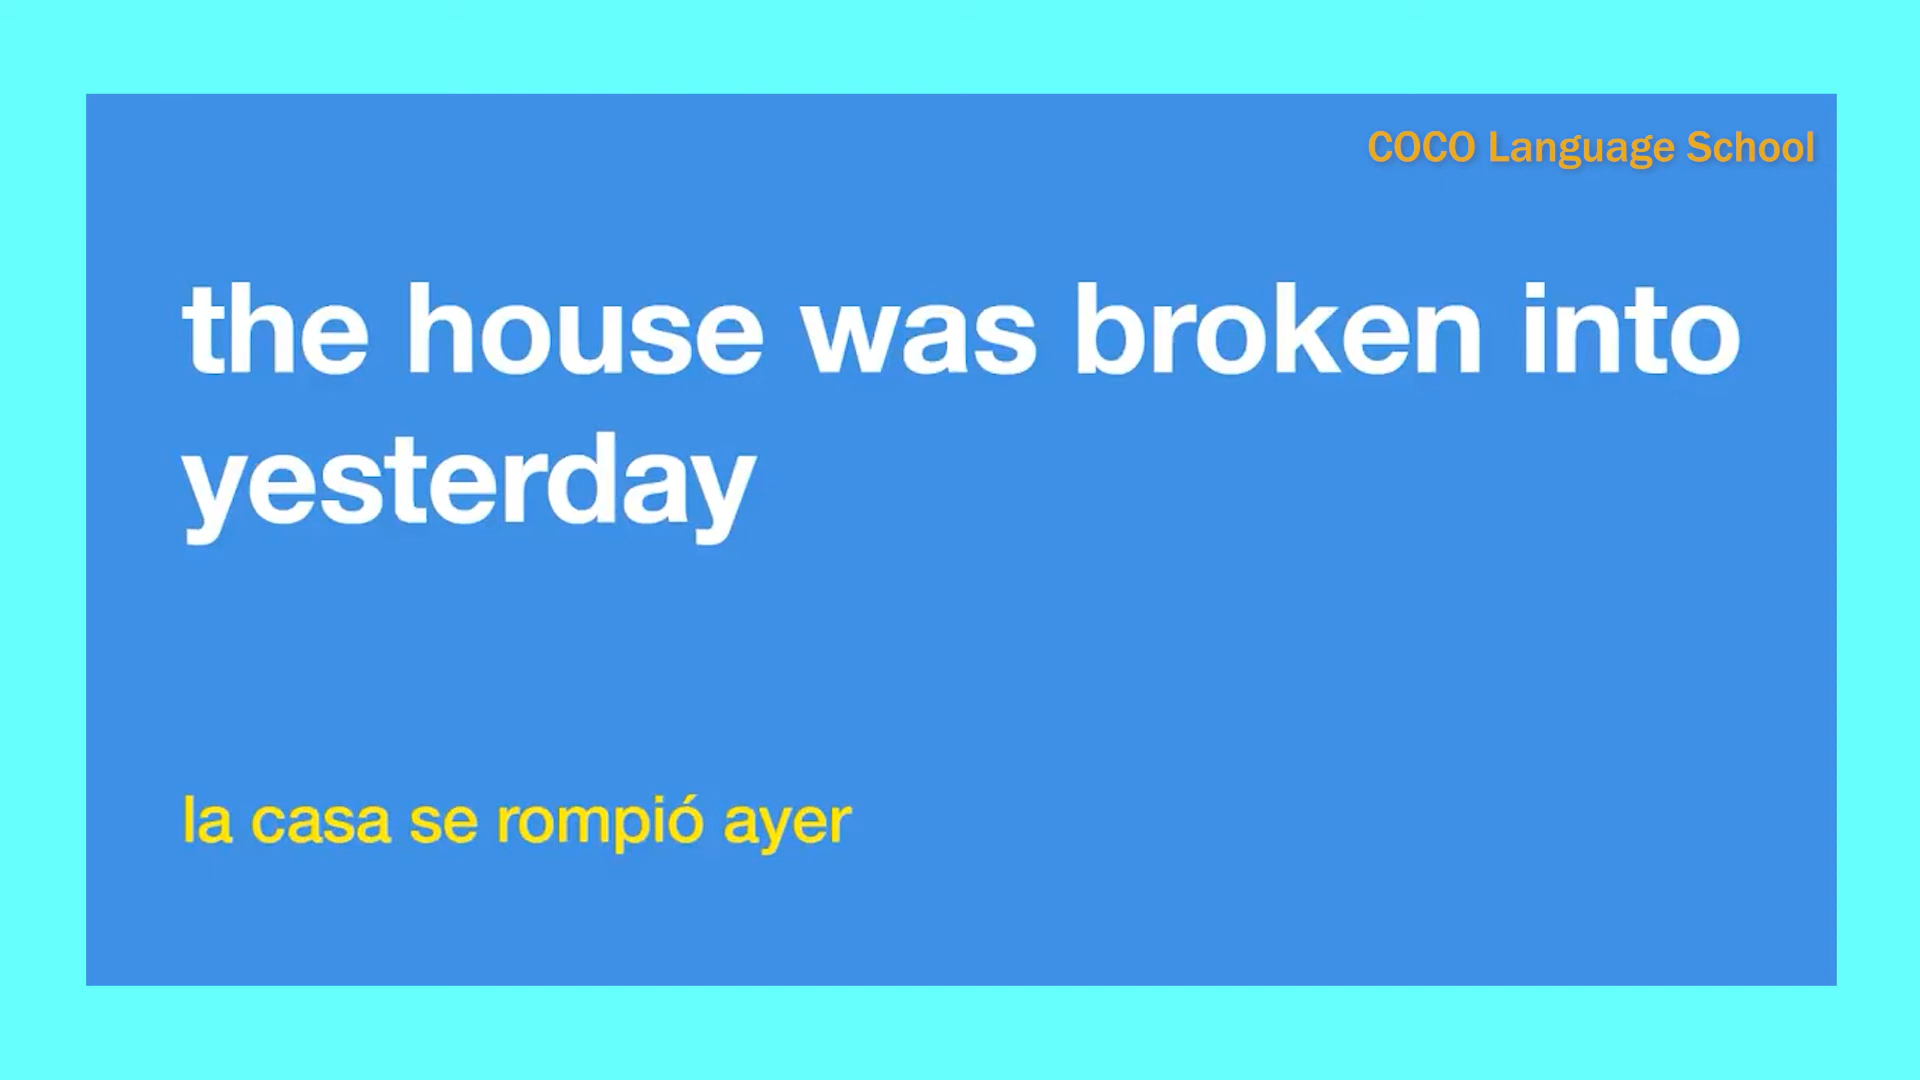 COCO Language School
the house was broken into
yesterday
la casa se rompió ayer